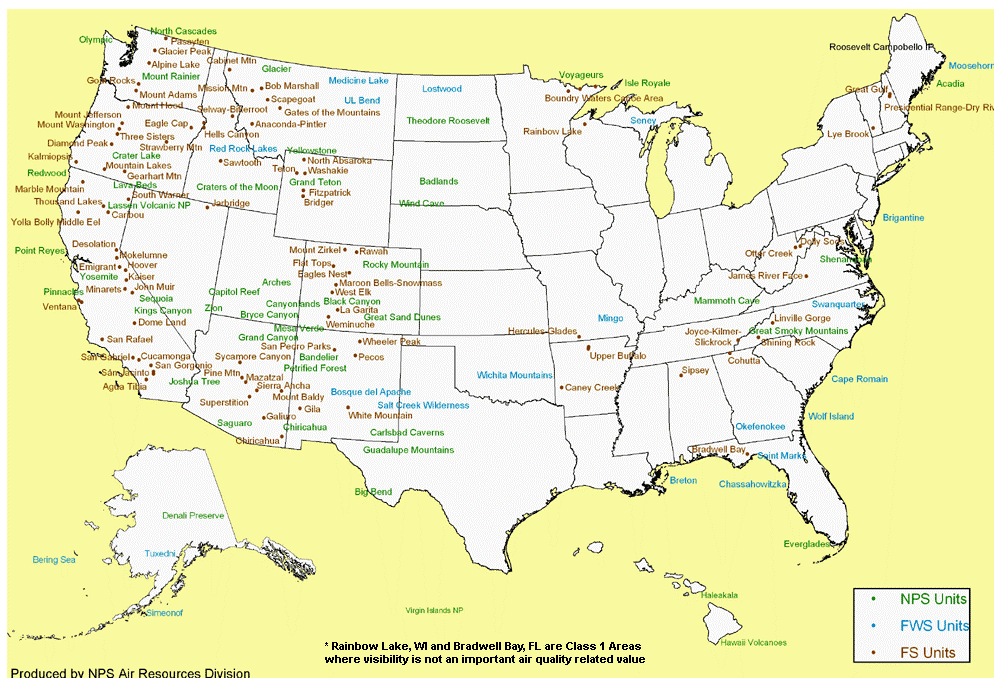 North Cascades
Olympic
Pasayten
Glacier Peak
Alpine Lake
Cabinet Mtn
Glacier
Mount Rainier
Goat Rocks
Mission Mtn
Bob Marshall
Medicine Lake
Lostwood
Voyageurs
Isle Royale
Roosevelt Campobello IP
Moosehorn
Acadia
Great Gulf
Presidential Range-Dry Riv
Mount Adams
Mount Hood
Scapegoat
UL Bend
Boundry Waters Canoe Area
Selway-Bitterroot
Gates of the Mountains
Mount Jefferson
Mount Washington
Eagle Cap
Anaconda-Pintler
Theodore Roosevelt
Seney
Rainbow Lake
Lye Brook
Three Sisters
Hells Canyon
Diamond Peak
Strawberry Mtn
Red Rock Lakes
Yellowstone
Kalmiopsis
Crater Lake
Sawtooth
North Absaroka
Mountain Lakes
Teton
Washakie
Redwood
Gearhart Mtn
Grand Teton
Badlands
Marble Mountain
Lava Beds
Craters of the Moon
South Warner
Fitzpatrick
Thousand Lakes
Lassen Volcanic NP
Jarbridge
Bridger
Wind Cave
Caribou
Yolla Bolly Middle Eel
Brigantine
Desolation
Point Reyes
Mokelumne
Mount Zirkel
Rawah
Dolly Sods
Otter Creek
Shenandoah
Emigrant
Hoover
Flat Tops
Rocky Mountain
Yosemite
Kaiser
Eagles Nest
James River Face
Pinnacles
Minarets
John Muir
Arches
Maroon Bells-Snowmass
Capitol Reef
West Elk
Ventana
Sequoia
Canyonlands
Black Canyon
Mammoth Cave
Swanquarter
Kings Canyon
Zion
Bryce Canyon
La Garita
Great Sand Dunes
Mingo
Linville Gorge
Dome Land
Mesa Verde
Weminuche
Hercules-Glades
Joyce-Kilmer-
Slickrock
Great Smoky Mountains
San Rafael
Grand Canyon
Wheeler Peak
Shining Rock
San Pedro Parks
San Gabriel
Cucamonga
Sycamore Canyon
Bandelier
Pecos
Upper Buffalo
Cohutta
San Gorgonio
Petrified Forest
San Jacinto
Pine Mtn
Mazatzal
Wichita Mountains
Sipsey
Cape Romain
Agua Tibia
Joshua Tree
Sierra Ancha
Caney Creek
Mount Baldy
Bosque del Apache
Superstition
Gila
Salt Creek Wilderness
White Mountain
Wolf Island
Galiuro
Saguaro
Chiricahua
Okefenokee
Carlsbad Caverns
Chiricahua
Guadalupe Mountains
Bradwell Bay
Saint Marks
Big Bend
Breton
Chassahowitzka
Denali Preserve
Everglades
Bering Sea
Tuxedni
Simeonof
Virgin Islands NP
Haleakala
Hawaii Volcanoes
NPS Units
FWS Units
FS Units
* Rainbow Lake, WI and Bradwell Bay, FL are Class 1 Areas
where visibility is not an important air quality related value
Produced by NPS Air Resources Division